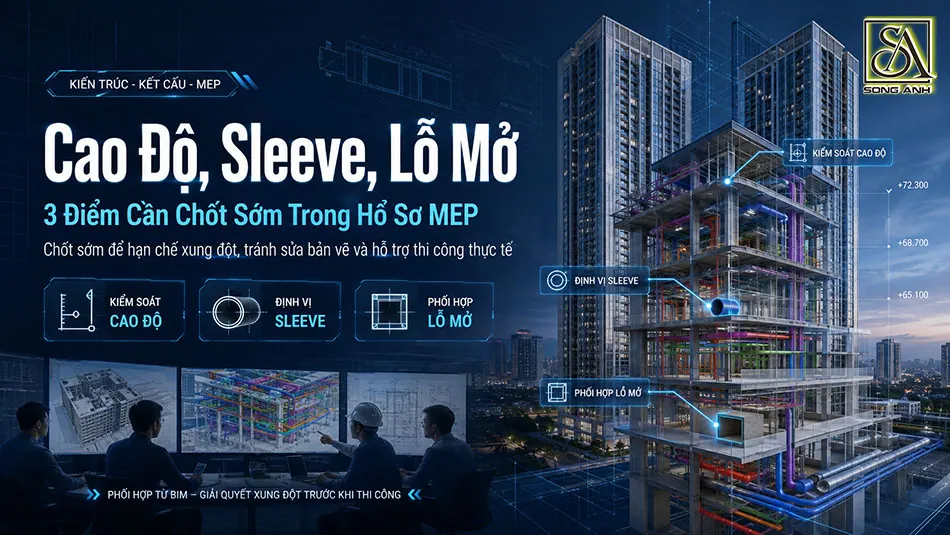 KIẾN TRÚC - KẾT CẤU - MEP
SA
SONG ANH
Cao Độ, Sleeve, Lỗ Mở
3 Điểm Cần Chốt Sớm Trong Hồ Sơ MEP
Chốt sớm để hạn chế xung đột, tránh sửa bản vẽ và hỗ trợ thi công thực tế
KIỂM SOÁT
CAO ĐỘ
ĐỊNH VỊ
SLEEVE
PHỐI HỢP
LỖ MỞ
KIỂM SOÁT CAO ĐỘ
+72.300
+68.700
ĐỊNH VỊ SLEEVE
+65.100
PHỐI HỢP LỖ MỞ
PHỐI HỢP TỪ BIM – GIẢI QUYẾT XUNG ĐỘT TRƯỚC KHI THI CÔNG